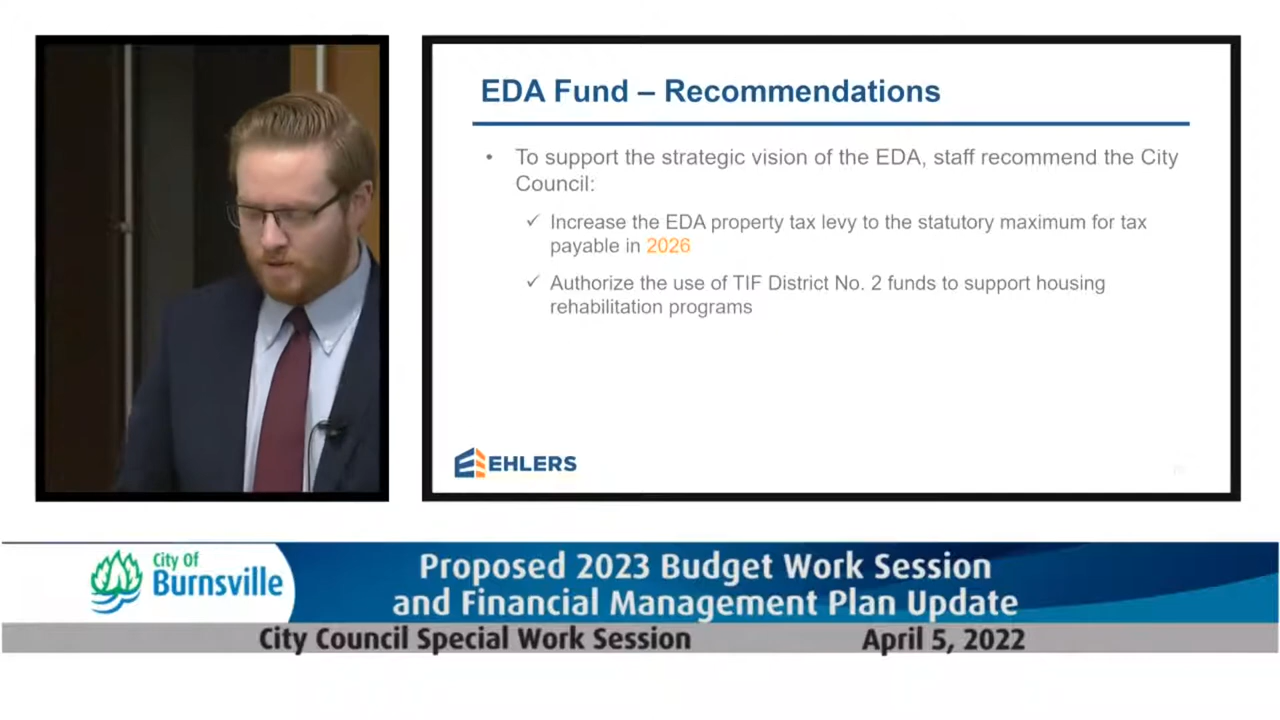 EDA Fund – Recommendations
• To support the strategic vision of the EDA, staff recommend the City
Council:
✓ Increase the EDA property tax levy to the statutory maximum for tax
payable in 2026
✓ Authorize the use of TIF District No. 2 funds to support housing
rehabilitation programs
EHLERS
City Of
Burnsville
Proposed 2023 Budget Work Session
and Financial Management Plan Update
City Council Special Work Session April 5, 2022